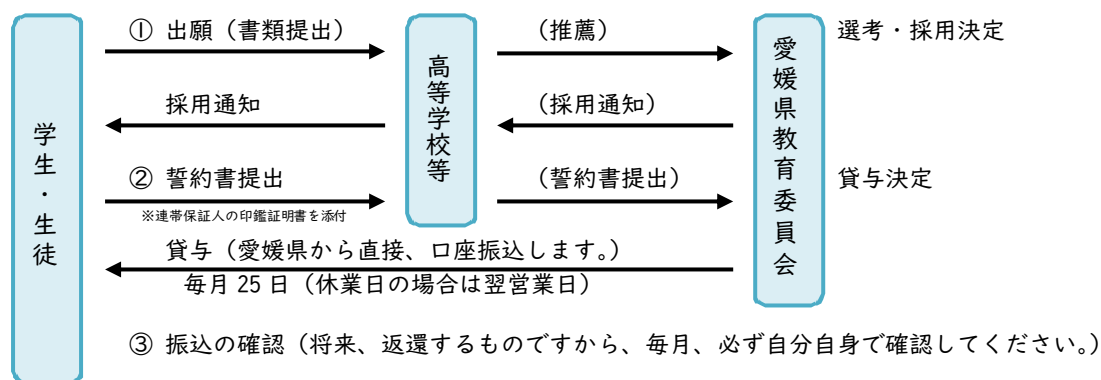 ① 出願（書類提出）
（推薦）
選考・採用決定
採用通知
（採用通知）
学生・生徒
高等学校等
愛媛県教育委員会
② 誓約書提出
（誓約書提出）
貸与決定
※連帯保証人の印鑑証明書を添付
貸与（愛媛県から直接、口座振込します。）
毎月 25 日（休業日の場合は翌営業日）
③ 振込の確認（将来、返還するものですから、毎月、必ず自分自身で確認してください。）